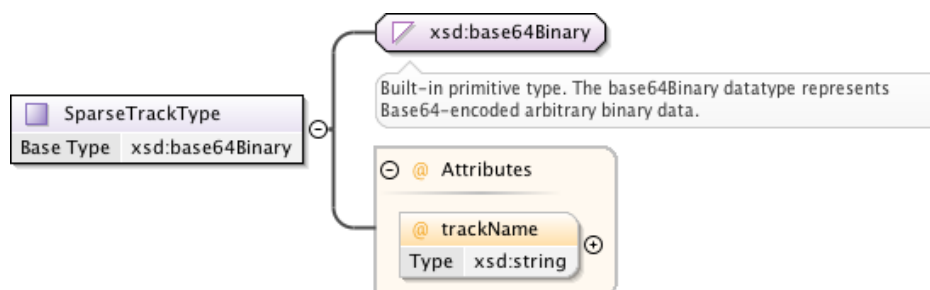 xsd:base64Binary
Built-in primitive type. The base64Binary datatype represents
Base64-encoded arbitrary binary data.
SparseTrackType
Base Type xsd:base64Binary
@ Attributes
@ trackName
Type xsd:string